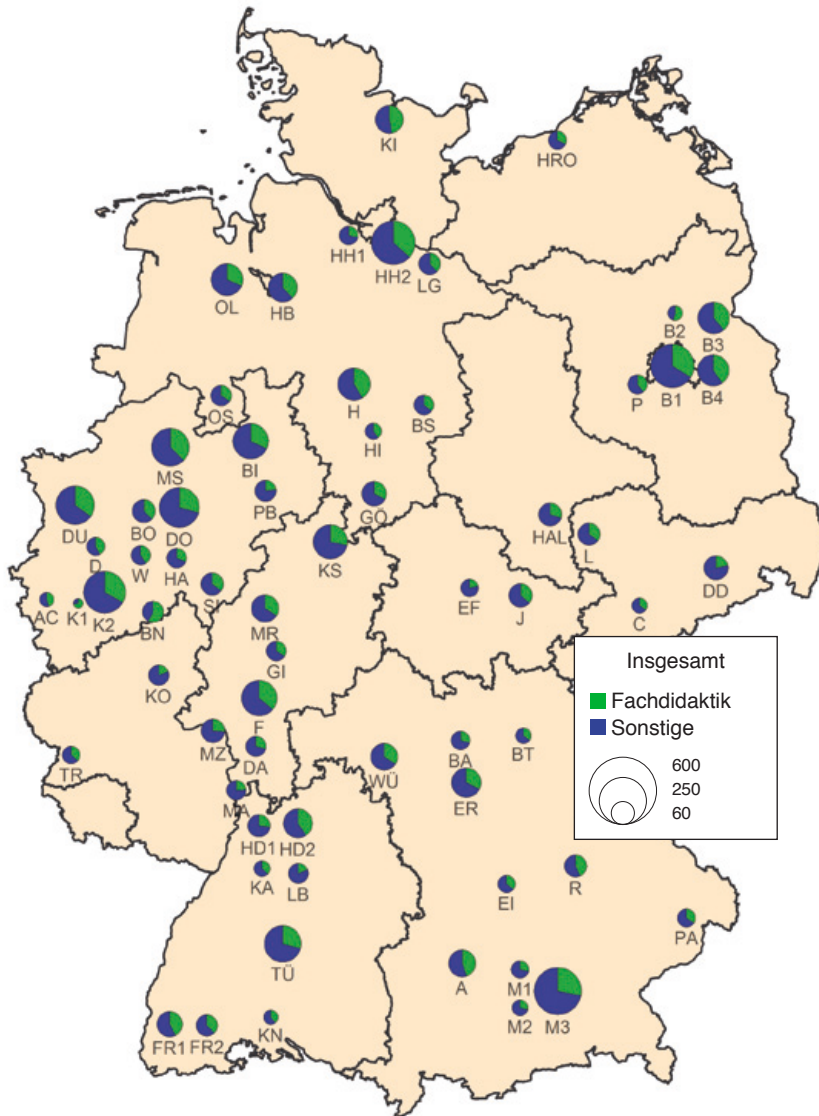 KI
HRO
HH1
HH2
LG
OL
HB
B2
B3
P
B1
B4
H
BS
OS
HI
MS
BI
PB
GÖ
DU
BO
DO
HAL
L
D
W
HA
KS
DD
AC
K1
K2
BN
SI
EF
J
C
MR
GI
KO
F
MZ
DA
TR
WÜ
BA
BT
ER
MA
HD1
HD2
KA
LB
EI
R
PA
TÜ
A
M1
M2
M3
FR1
FR2
KN
Insgesamt
Fachdidaktik
Sonstige
600
250
60